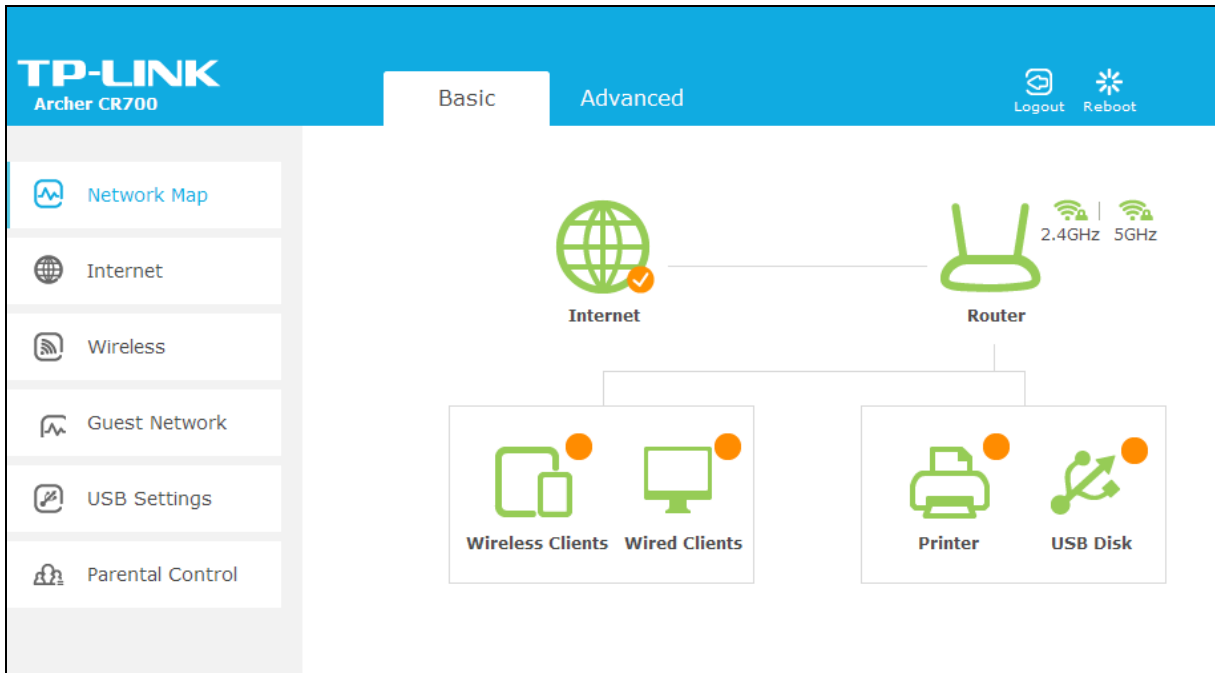 TP-LINK
Archer CR700
Basic
Advanced
Logout
Reboot
Network Map
Internet
Wireless
Guest Network
USB Settings
Parental Control
2.4GHz
5GHz
Internet
Router
Wireless Clients
Wired Clients
Printer
USB Disk